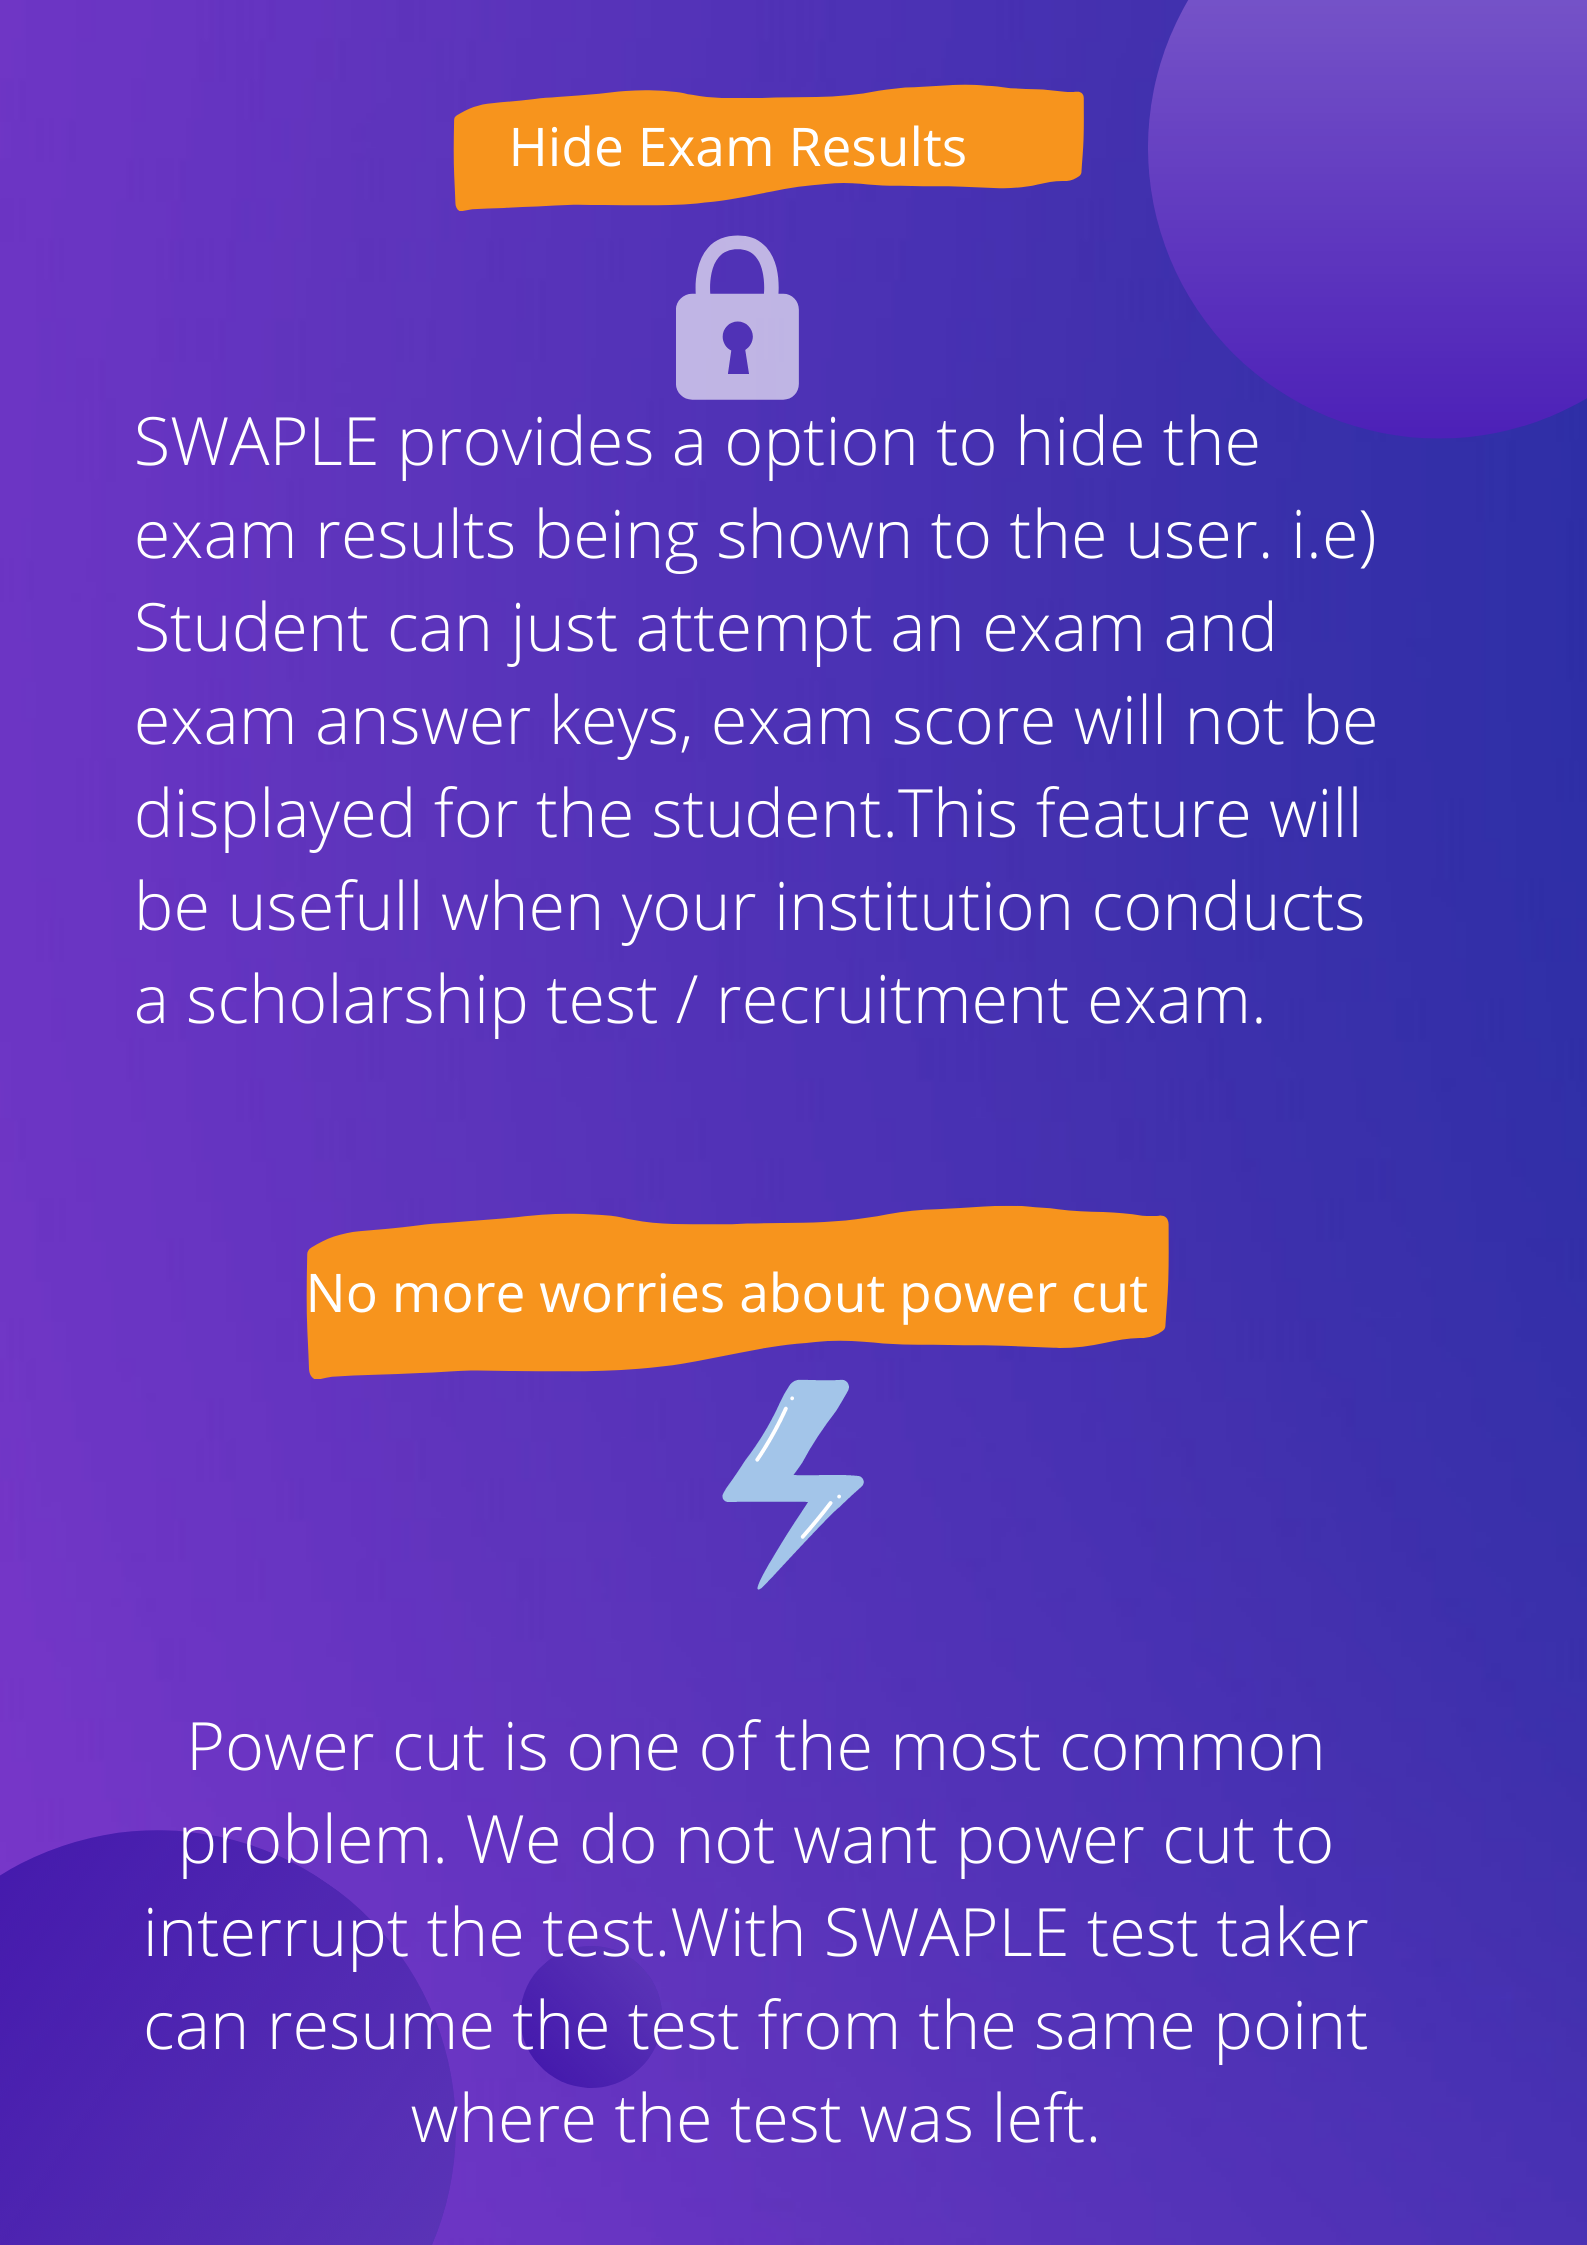 Hide Exam Results
SWAPLE provides a option to hide the
exam results being shown to the user. i.e)
Student can just attempt an exam and
exam answer keys, exam score will not be
displayed for the student.This feature will
be usefull when your institution conducts
a scholarship test / recruitment exam.
No more worries about power cut
Power cut is one of the most common
problem. We do not want power cut to
interrupt the test.With SWAPLE test taker
can resume the test from the same point
where the test was left.